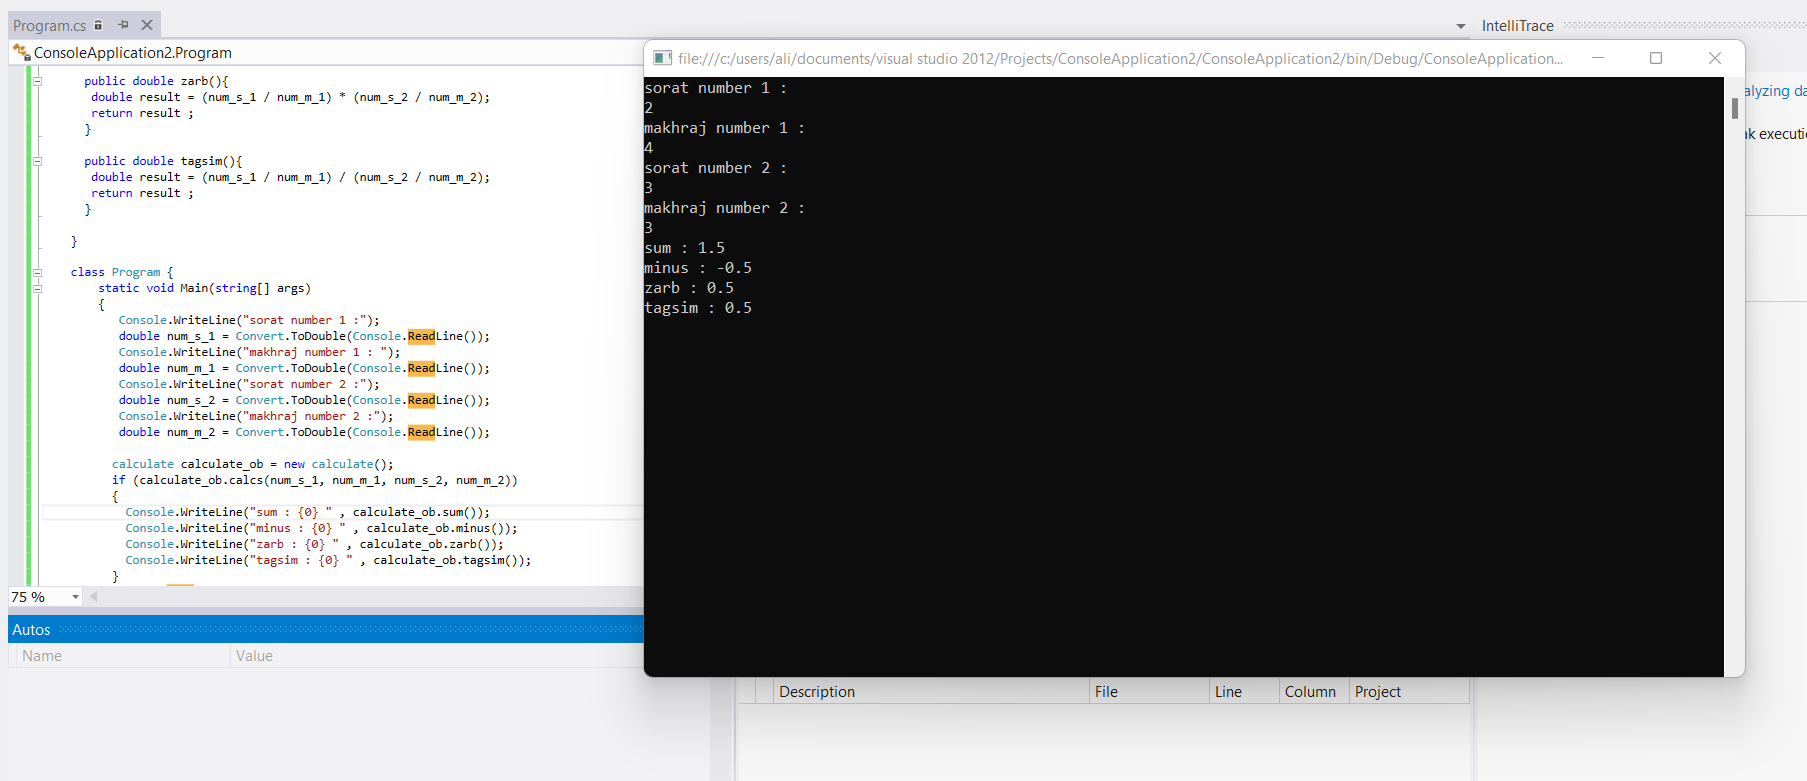 Program.cs
IntelliTrace
ConsoleApplication2.Program
public double zarb(){
double result = (num_s_1 / num_m_1) * (num_s_2 / num_m_2);
return result ;
}
public double tagsim(){
double result = (num_s_1 / num_m_1) / (num_s_2 / num_m_2);
return result ;
}
}
class Program {
static void Main(string[] args)
{
Console.WriteLine("sorat number 1 :");
double num_s_1 = Convert.ToDouble(Console.ReadLine());
Console.WriteLine("makhraj number 1 : ");
double num_m_1 = Convert.ToDouble(Console.ReadLine());
Console.WriteLine("sorat number 2 :");
double num_s_2 = Convert.ToDouble(Console.ReadLine());
Console.WriteLine("makhraj number 2 :");
double num_m_2 = Convert.ToDouble(Console.ReadLine());
calculate calculate_ob = new calculate();
if (calculate_ob.calcs(num_s_1, num_m_1, num_s_2, num_m_2))
{
Console.WriteLine("sum : {0} " , calculate_ob.sum());
Console.WriteLine("minus : {0} " , calculate_ob.minus());
Console.WriteLine("zarb : {0} " , calculate_ob.zarb());
Console.WriteLine("tagsim : {0} " , calculate_ob.tagsim());
}
75 %
Autos
Name Value
file:///c:/users/ali/documents/visual studio 2012/Projects/ConsoleApplication2/ConsoleApplication2/bin/Debug/ConsoleApplication...
sorat number 1 :
2
makhraj number 1 :
4
sorat number 2 :
3
makhraj number 2 :
3
sum : 1.5
minus : -0.5
zarb : 0.5
tagsim : 0.5
alyzing da
ak executi
Description File Line Column Project